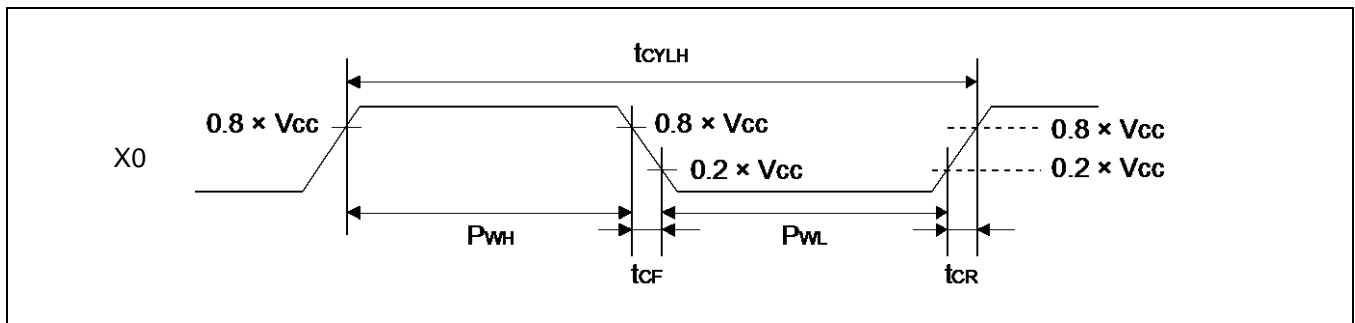 tCYLH
0.8 × VCC
0.8 × VCC
0.8 × VCC
X0
0.2 × VCC
0.2 × VCC
PWH
PWL
tCF
tCR